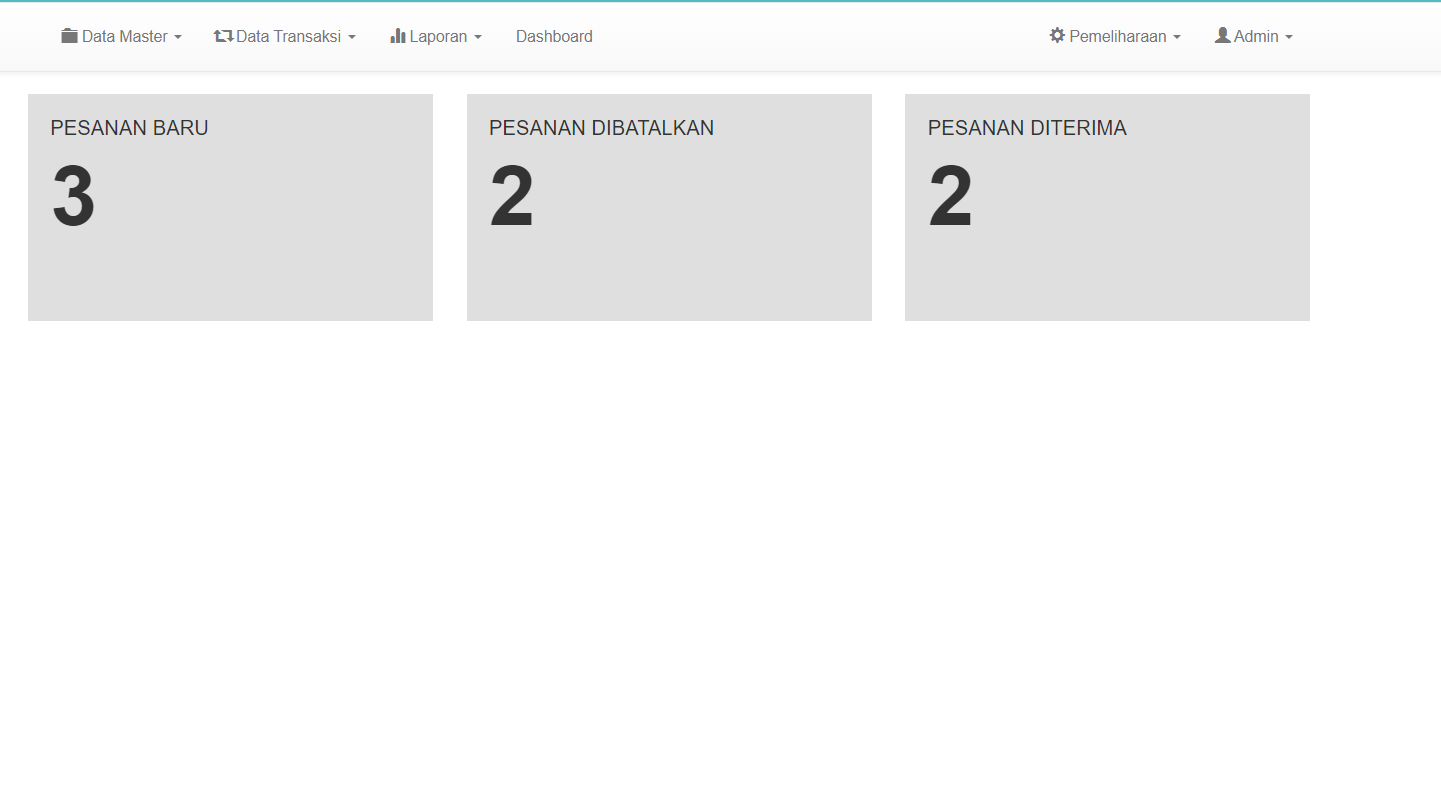 Data Master
Data Transaksi
Laporan
Dashboard
Pemeliharaan
Admin
PESANAN BARU
3
PESANAN DIBATALKAN
2
PESANAN DITERIMA
2